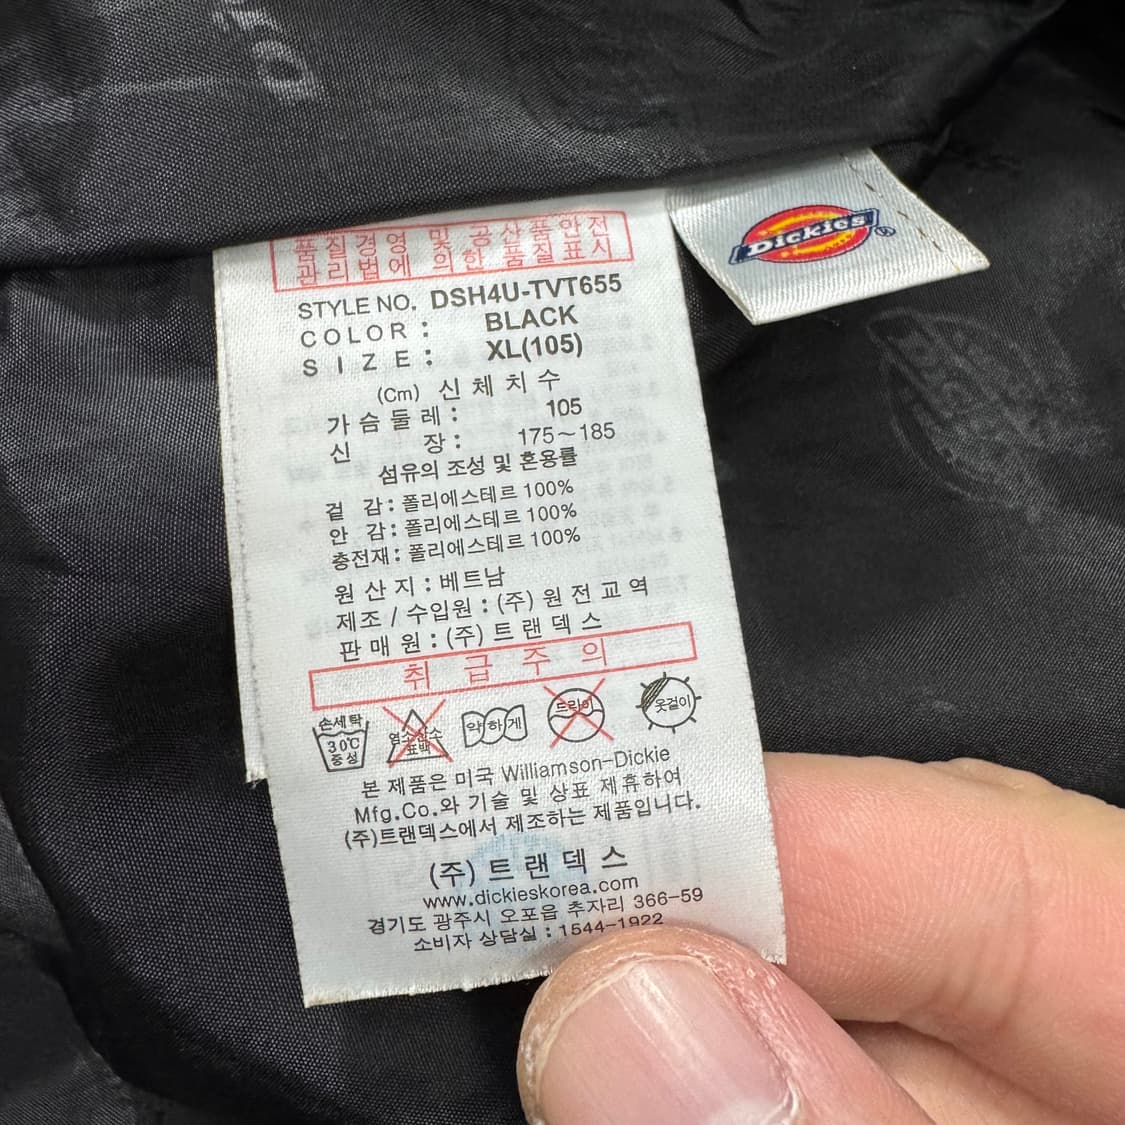 품질경영 및 공산품안전
관리법에 의한 품질표시
Dickies
®
STYLE NO. DSH4U-TVT655
COLOR : BLACK
SIZE : XL(105)
(Cm) 신체치수
가슴둘레 : 105
신 장 : 175~185
섬유의 조성 및 혼용률
겉 감 : 폴리에스테르 100%
안 감 : 폴리에스테르 100%
충전재 : 폴리에스테르 100%
원산지 : 베트남
제조 / 수입원 : (주) 원전교역
판매원 : (주) 트랜덱스
취급주의
손세탁
30℃
중성
염소산소
표백
약하게
드라이
옷걸이
본 제품은 미국 Williamson-Dickie
Mfg.Co.와 기술 및 상표 제휴하여
(주)트랜덱스에서 제조하는 제품입니다.
(주) 트랜덱스
www.dickieskorea.com
경기도 광주시 오포읍 추자리 366-59
소비자 상담실 : 1544-1922